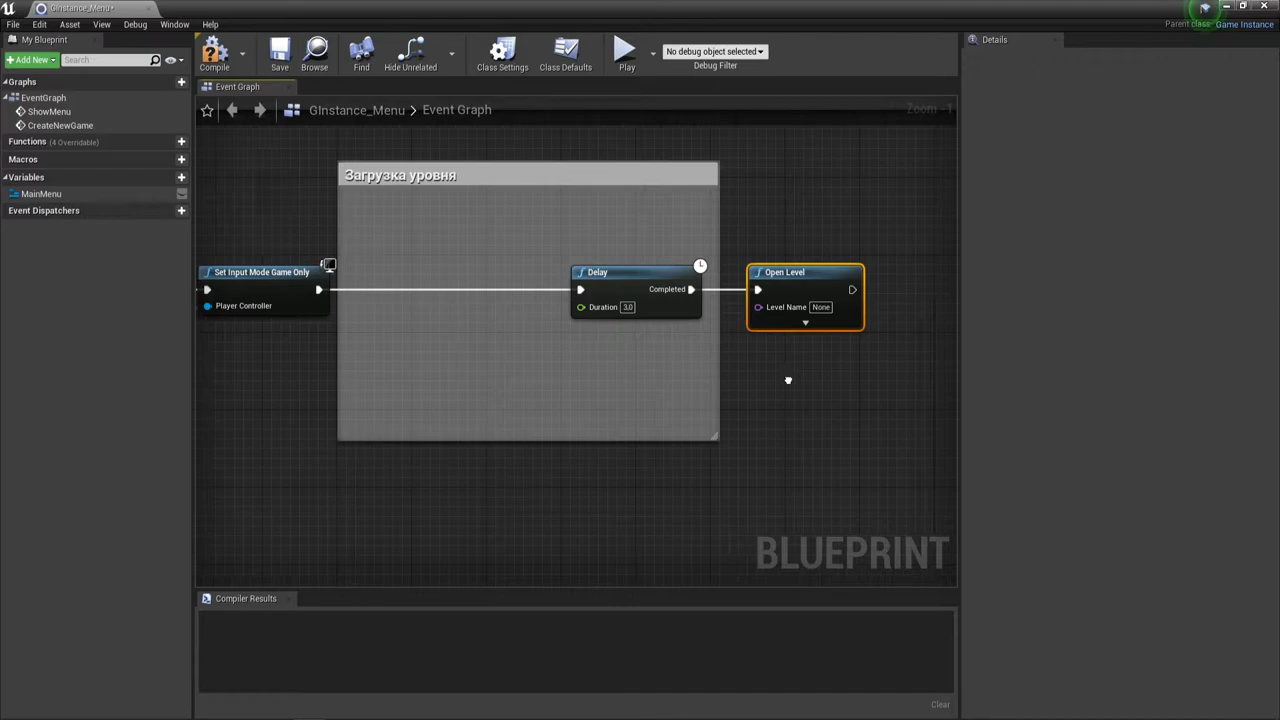 GInstance_Menu*
File Edit Asset View Debug Window Help
Parent class: Game Instance
My Blueprint
Details
Add New
Search
Compile
Save
Browse
Find
Hide Unrelated
Class Settings
Class Defaults
Play
No debug object selected
Debug Filter
Graphs
EventGraph
ShowMenu
CreateNewGame
Functions (4 Overridable)
Macros
Variables
MainMenu
Event Dispatchers
Event Graph
GInstance_Menu > Event Graph
Zoom -1
Загрузка уровня
Set Input Mode Game Only
Player Controller
Delay
Completed
Duration 3,0
Open Level
Level Name None
BLUEPRINT
Compiler Results
Clear